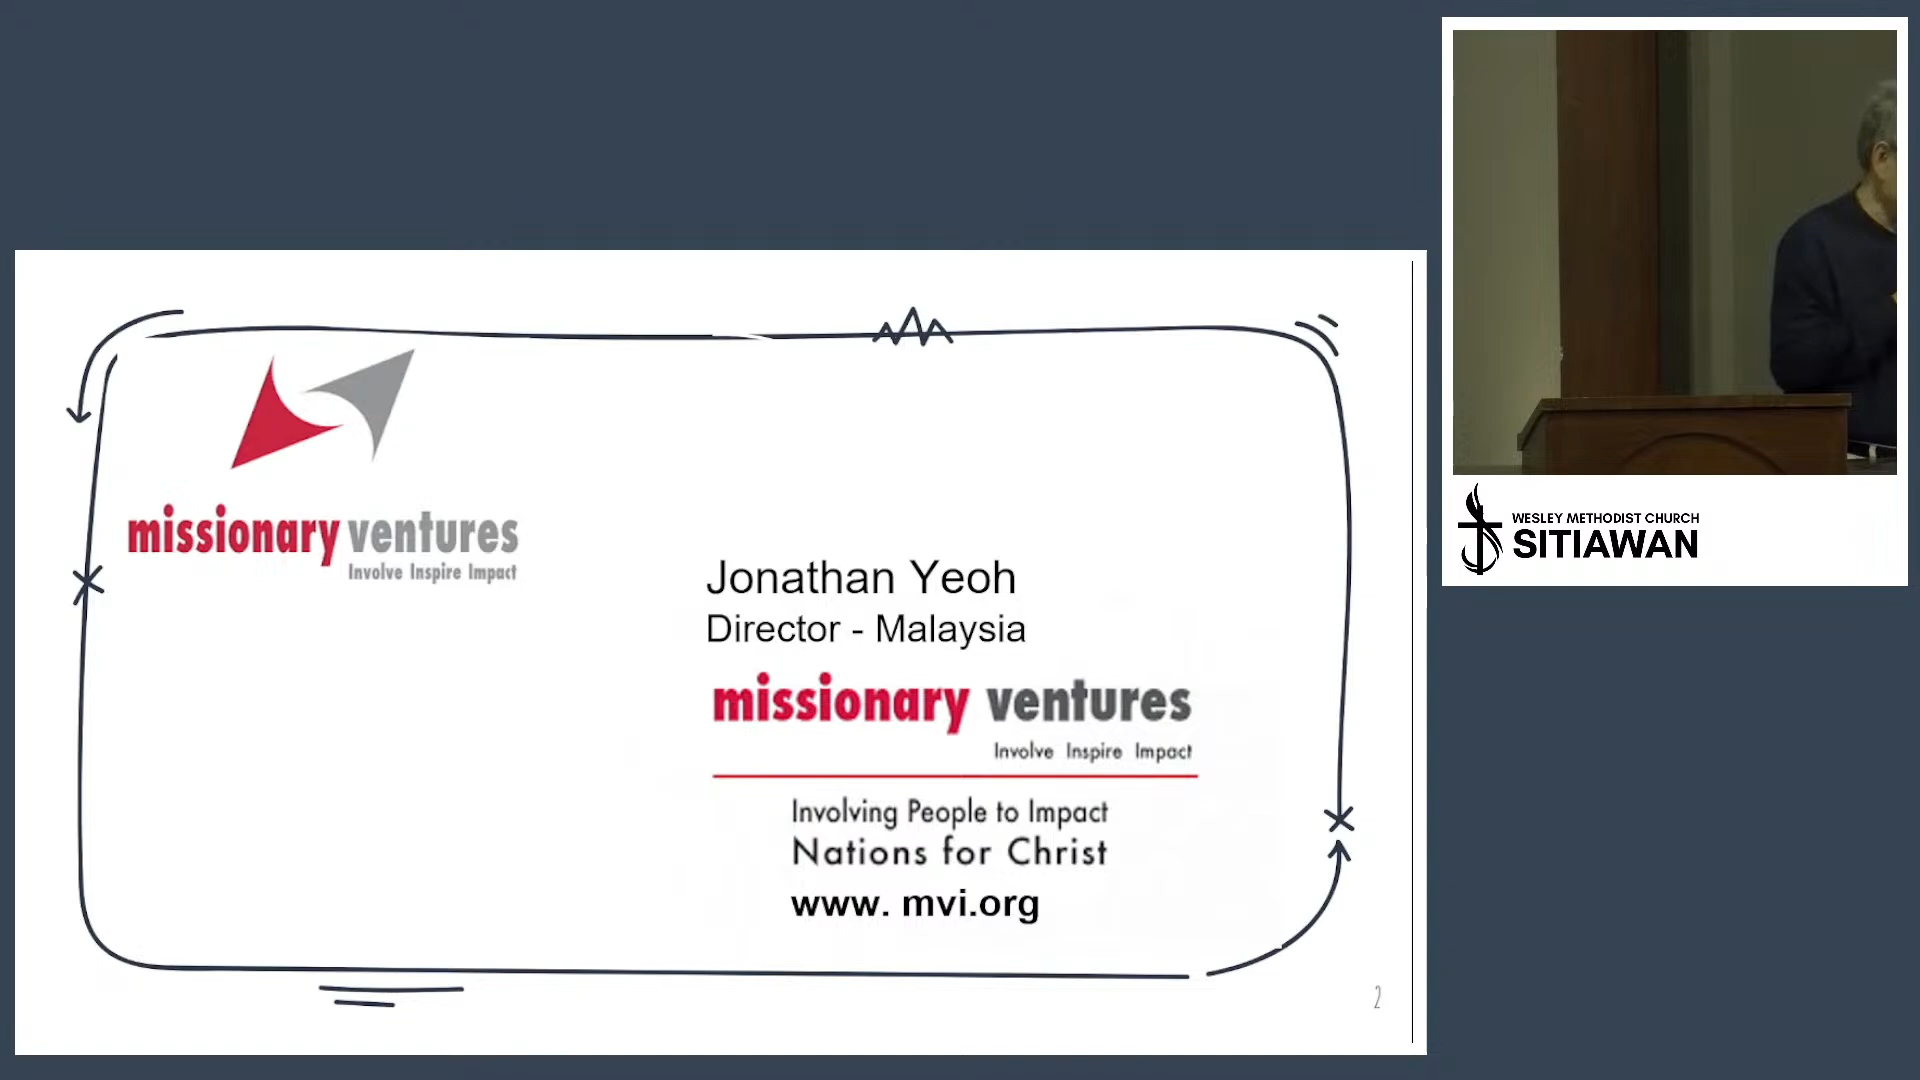 missionary ventures
Involve Inspire Impact
Jonathan Yeoh
Director - Malaysia
missionary ventures
Involve Inspire Impact
Involving People to Impact
Nations for Christ
www. mvi.org
2
WESLEY METHODIST CHURCH
SITIAWAN